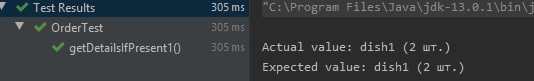 Test Results 305 ms
OrderTest 305 ms
getDetailsIfPresent1() 305 ms
"C:\Program Files\Java\jdk-13.0.1\bin\j
Actual value: dish1 (2 шт.)
Expected value: dish1 (2 шт.)